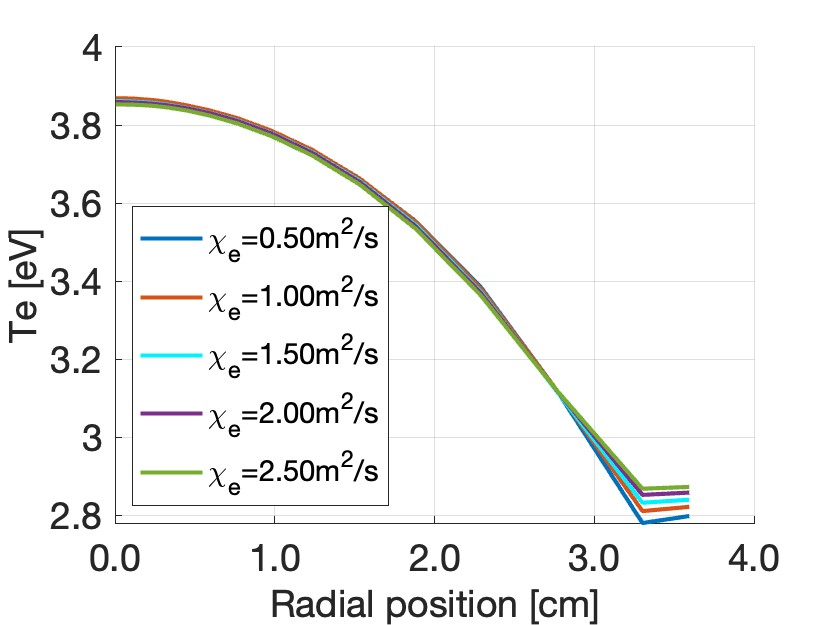 4
3.8
3.6
3.4
3.2
3
2.8
Te [eV]
χe=0.50m2/s
χe=1.00m2/s
χe=1.50m2/s
χe=2.00m2/s
χe=2.50m2/s
0.0 1.0 2.0 3.0 4.0
Radial position [cm]